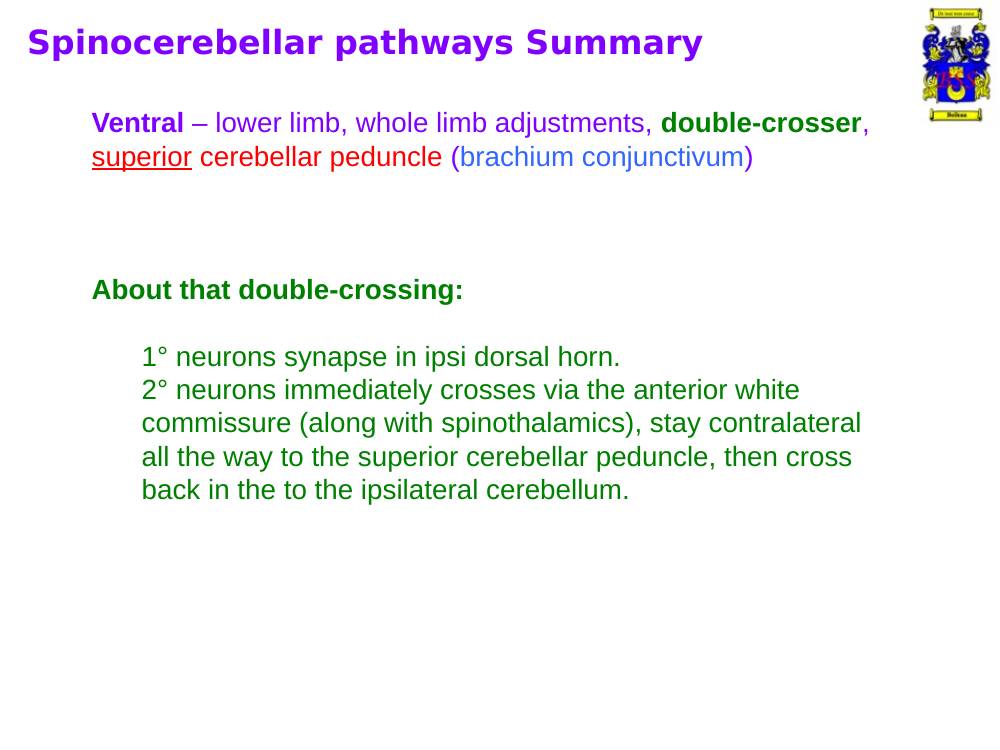 Spinocerebellar pathways Summary
Ventral – lower limb, whole limb adjustments, double-crosser,
superior cerebellar peduncle (brachium conjunctivum)
About that double-crossing:
1° neurons synapse in ipsi dorsal horn.
2° neurons immediately crosses via the anterior white
commissure (along with spinothalamics), stay contralateral
all the way to the superior cerebellar peduncle, then cross
back in the to the ipsilateral cerebellum.